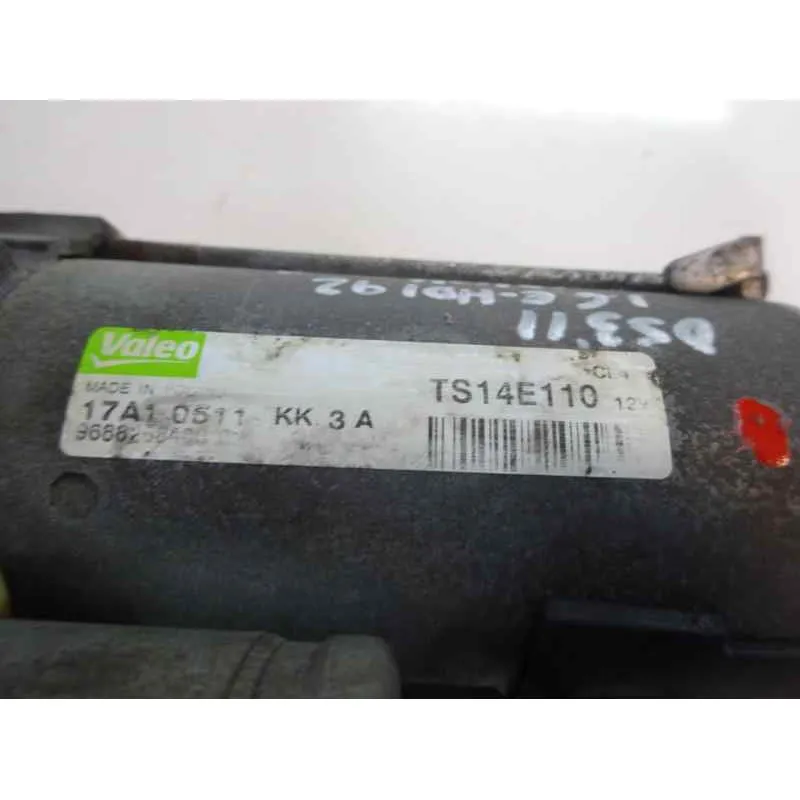 1.6 E-HDI 92
DS3'11
Valeo
MADE IN
17A1 0511 KK 3 A
TS14E110 12V